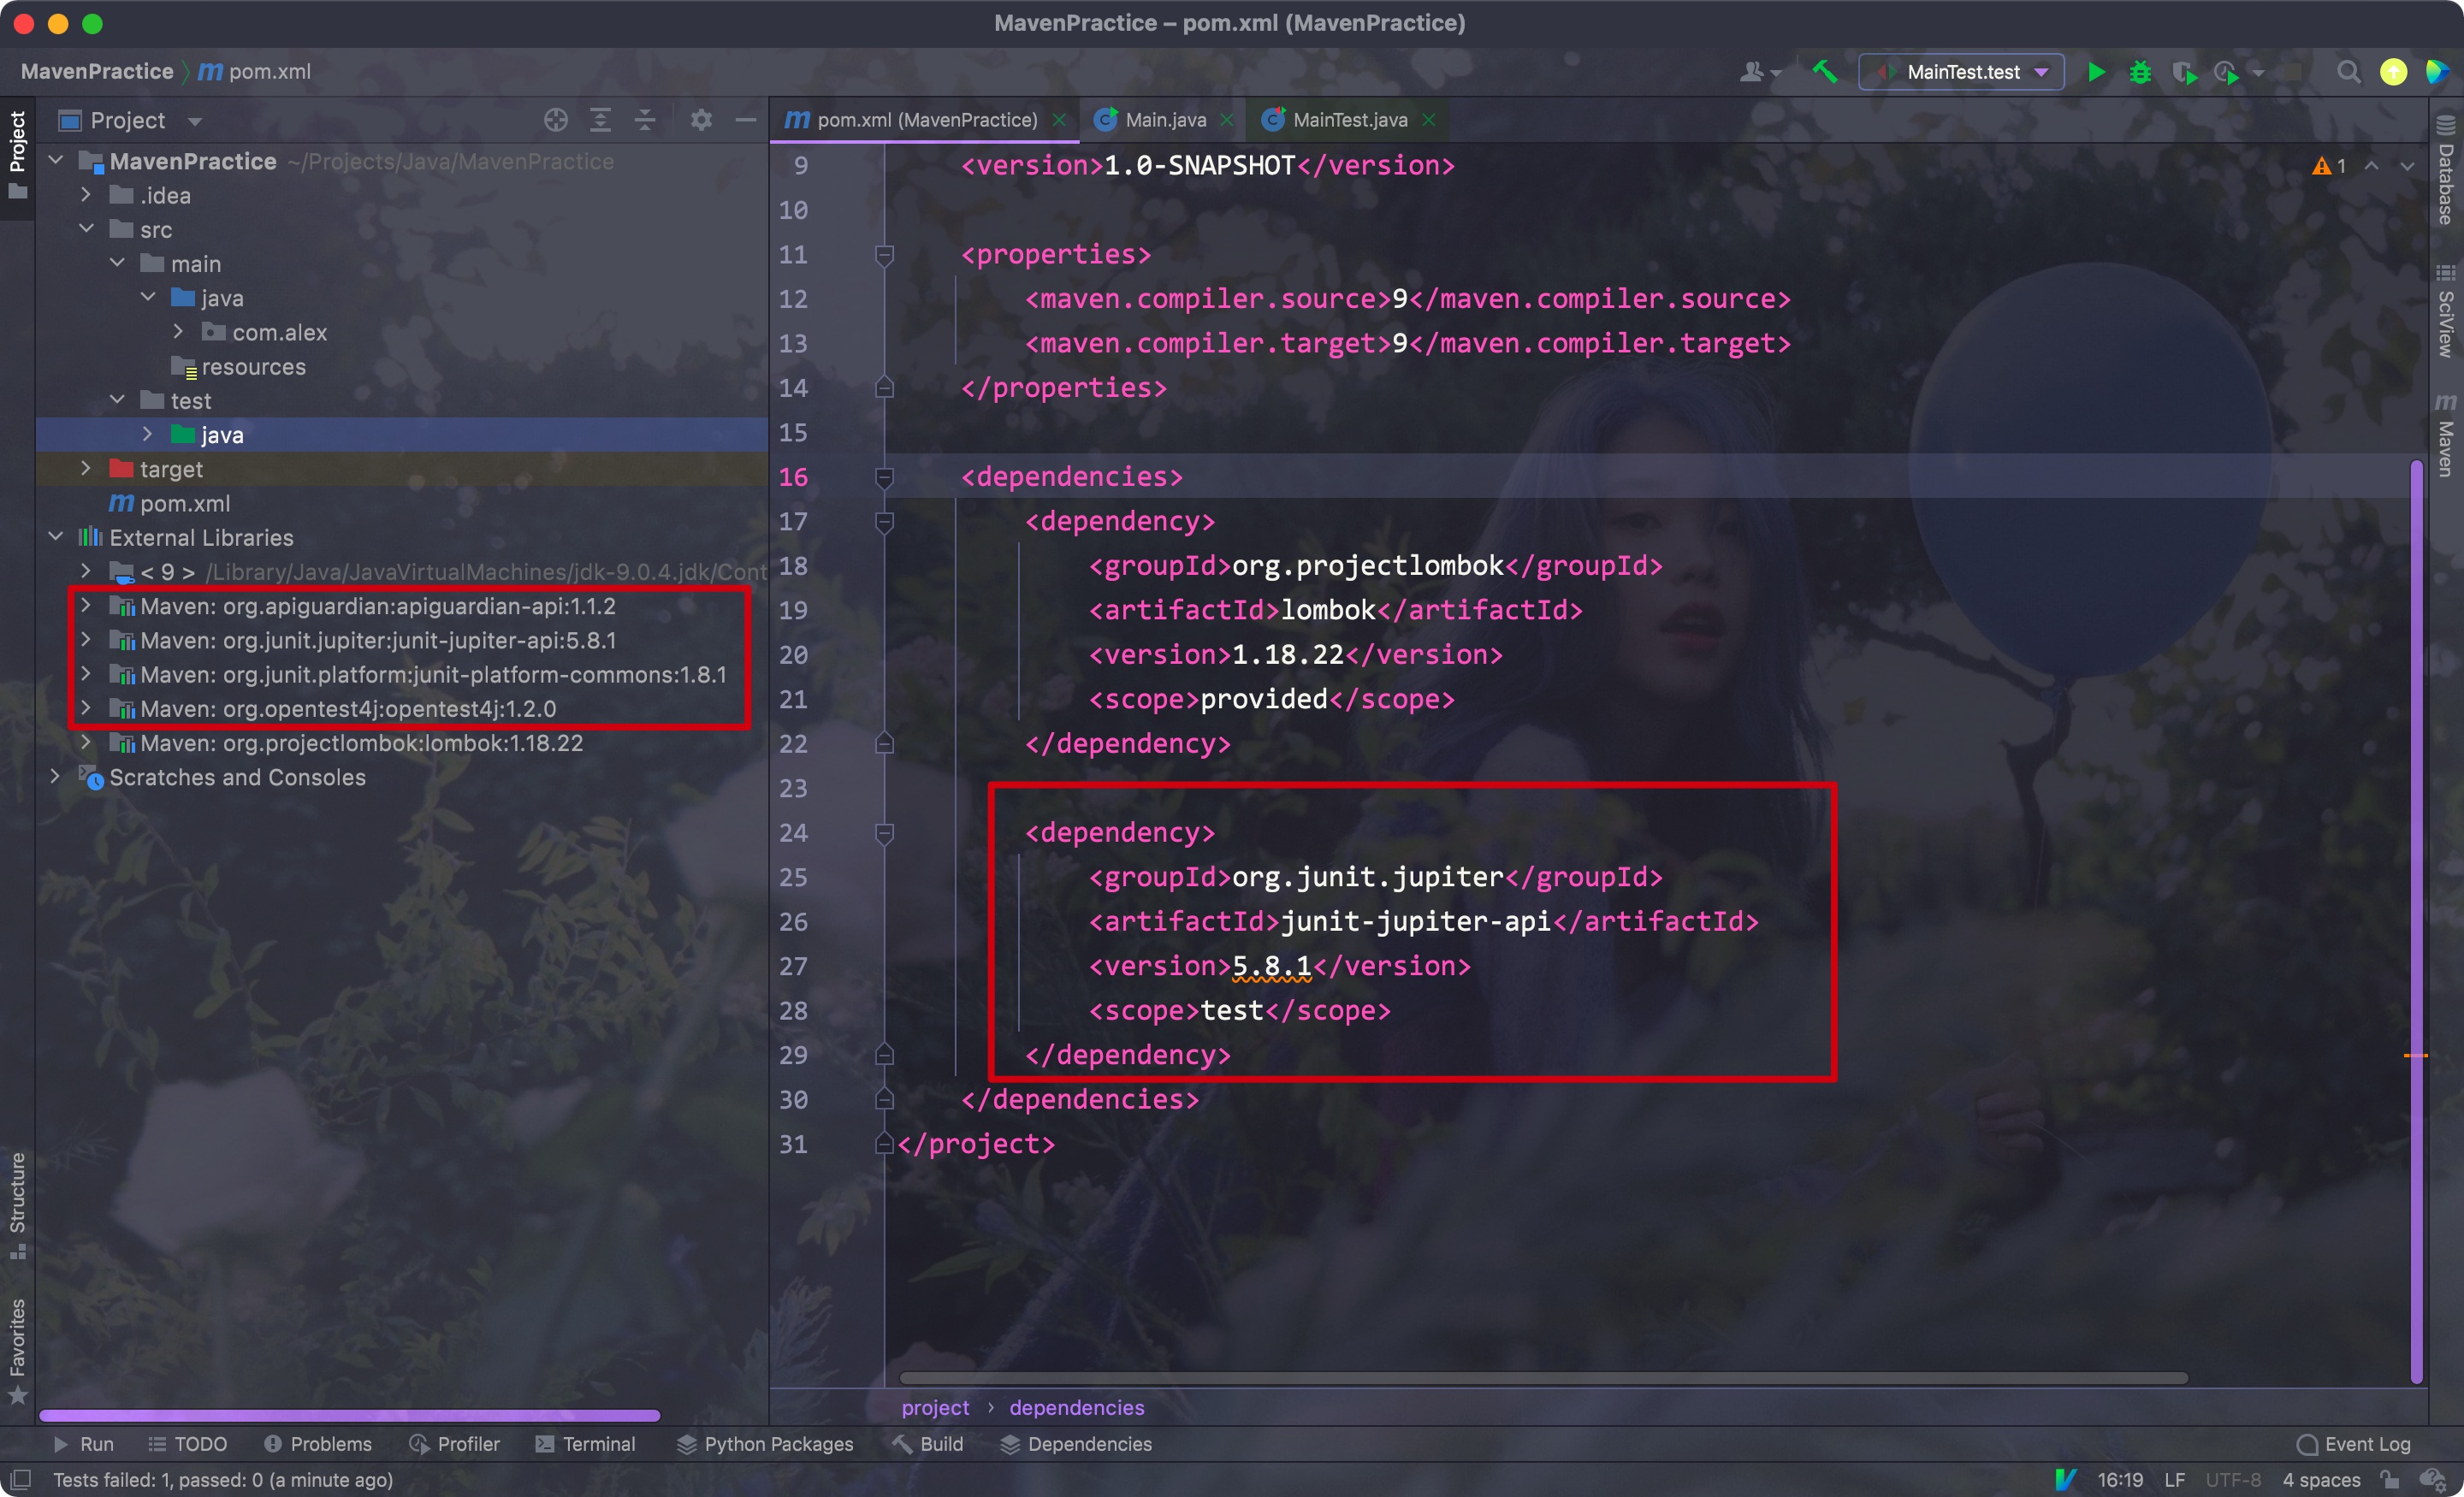 MavenPractice – pom.xml (MavenPractice)
MavenPractice pom.xml
MainTest.test
Project
Project
MavenPractice ~/Projects/Java/MavenPractice
.idea
src
main
java
com.alex
resources
test
java
target
pom.xml
External Libraries
< 9 > /Library/Java/JavaVirtualMachines/jdk-9.0.4.jdk/Cont
Maven: org.apiguardian:apiguardian-api:1.1.2
Maven: org.junit.jupiter:junit-jupiter-api:5.8.1
Maven: org.junit.platform:junit-platform-commons:1.8.1
Maven: org.opentest4j:opentest4j:1.2.0
Maven: org.projectlombok:lombok:1.18.22
Scratches and Consoles
Structure
Favorites
pom.xml (MavenPractice) Main.java MainTest.java
9 <version>1.0-SNAPSHOT</version>
10
11 <properties>
12 <maven.compiler.source>9</maven.compiler.source>
13 <maven.compiler.target>9</maven.compiler.target>
14 </properties>
15
16 <dependencies>
17 <dependency>
18 <groupId>org.projectlombok</groupId>
19 <artifactId>lombok</artifactId>
20 <version>1.18.22</version>
21 <scope>provided</scope>
22 </dependency>
23
24 <dependency>
25 <groupId>org.junit.jupiter</groupId>
26 <artifactId>junit-jupiter-api</artifactId>
27 <version>5.8.1</version>
28 <scope>test</scope>
29 </dependency>
30 </dependencies>
31 </project>
1
Database
SciView
Maven
project › dependencies
Run TODO Problems Profiler Terminal Python Packages Build Dependencies Event Log
Tests failed: 1, passed: 0 (a minute ago) 16:19 LF UTF-8 4 spaces